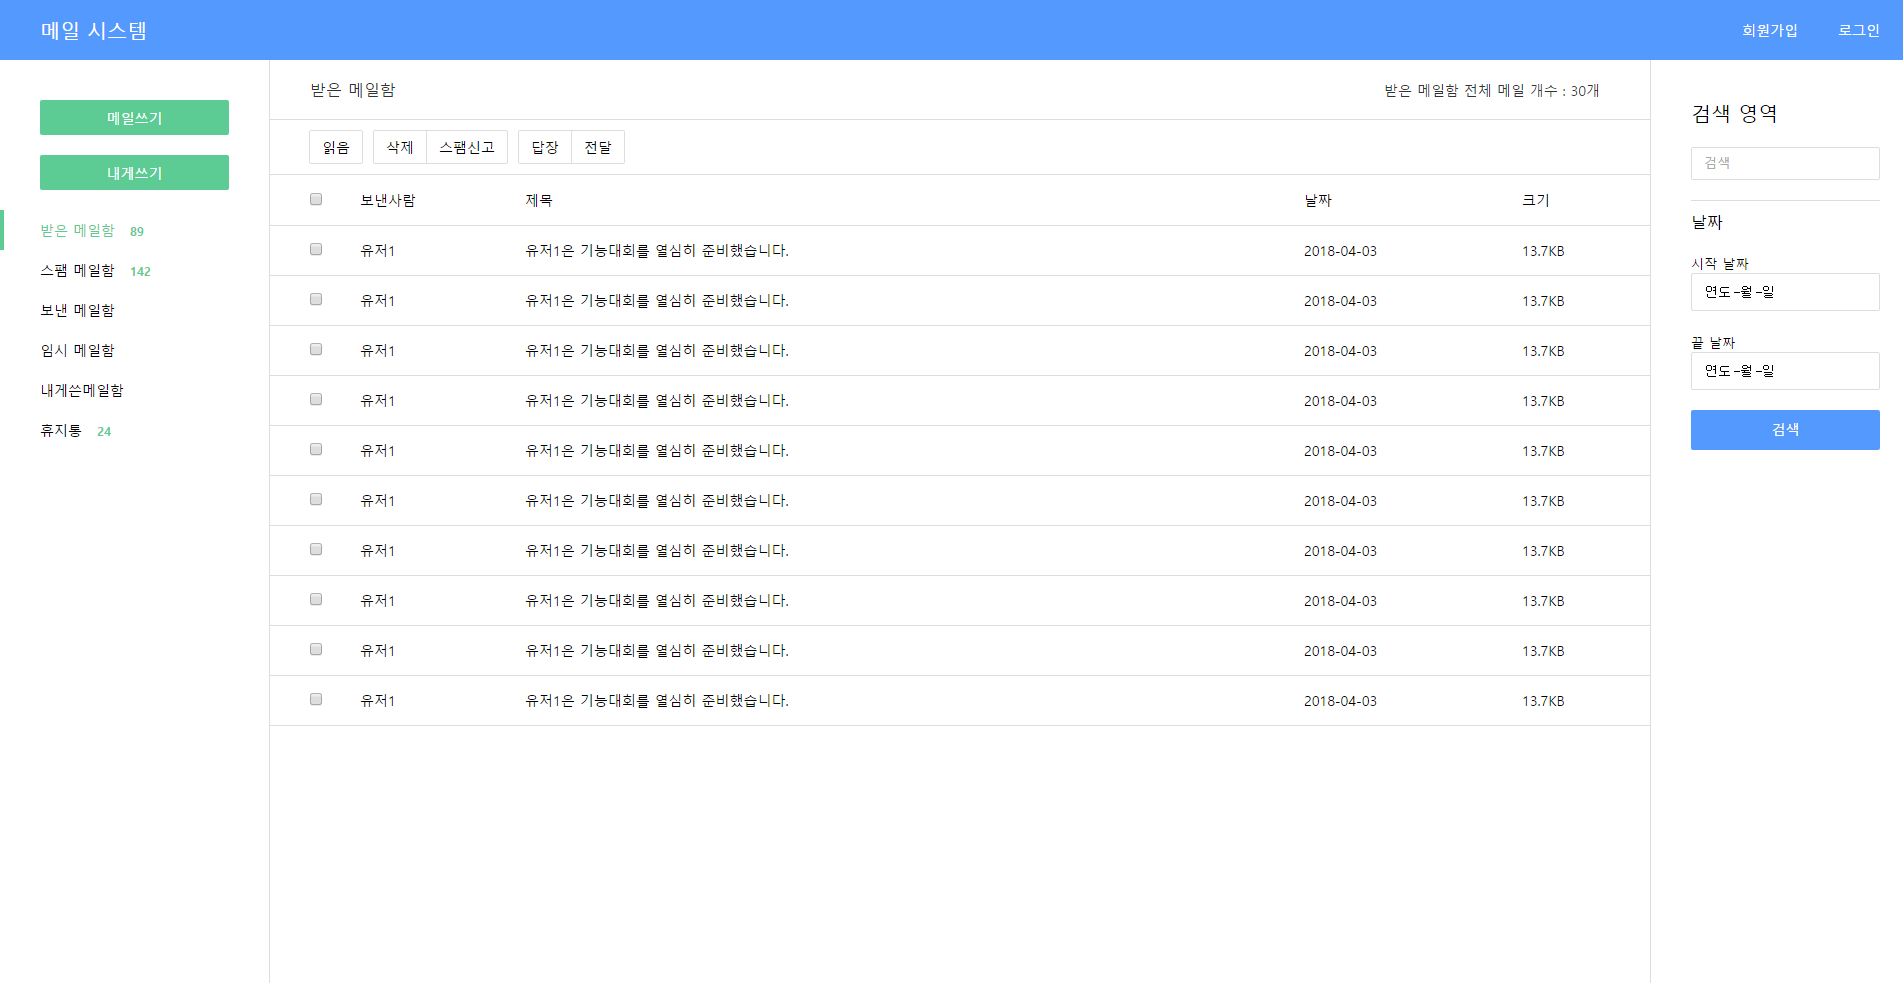 메일 시스템
회원가입 로그인
메일쓰기
내게쓰기
받은 메일함 89
스팸 메일함 142
보낸 메일함
임시 메일함
내게쓴메일함
휴지통 24
받은 메일함
받은 메일함 전체 메일 개수 : 30개
읽음 삭제 스팸신고 답장 전달
보낸사람 제목 날짜 크기
유저1 유저1은 기능대회를 열심히 준비했습니다. 2018-04-03 13.7KB
유저1 유저1은 기능대회를 열심히 준비했습니다. 2018-04-03 13.7KB
유저1 유저1은 기능대회를 열심히 준비했습니다. 2018-04-03 13.7KB
유저1 유저1은 기능대회를 열심히 준비했습니다. 2018-04-03 13.7KB
유저1 유저1은 기능대회를 열심히 준비했습니다. 2018-04-03 13.7KB
유저1 유저1은 기능대회를 열심히 준비했습니다. 2018-04-03 13.7KB
유저1 유저1은 기능대회를 열심히 준비했습니다. 2018-04-03 13.7KB
유저1 유저1은 기능대회를 열심히 준비했습니다. 2018-04-03 13.7KB
유저1 유저1은 기능대회를 열심히 준비했습니다. 2018-04-03 13.7KB
유저1 유저1은 기능대회를 열심히 준비했습니다. 2018-04-03 13.7KB
검색 영역
검색
날짜
시작 날짜
연도-월-일
끝 날짜
연도-월-일
검색